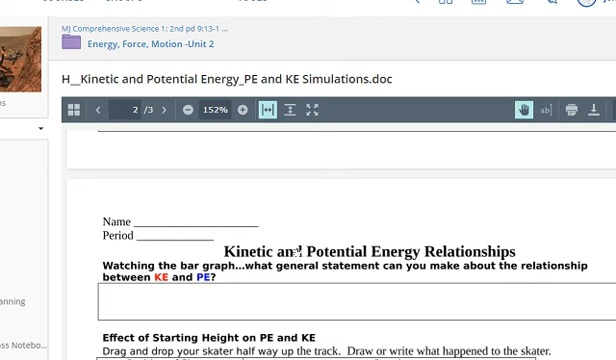 MJ Comprehensive Science 1: 2nd pd 9:13-1 ...
Energy, Force, Motion -Unit 2
H__Kinetic and Potential Energy_PE and KE Simulations.doc
2 /3
152%
Name ____________________
Period _____________
Kinetic and Potential Energy Relationships
Watching the bar graph...what general statement can you make about the relationship
between KE and PE?
Effect of Starting Height on PE and KE
Drag and drop your skater half way up the track.  Draw or write what happened to the skater.
anning
ass Notebo...